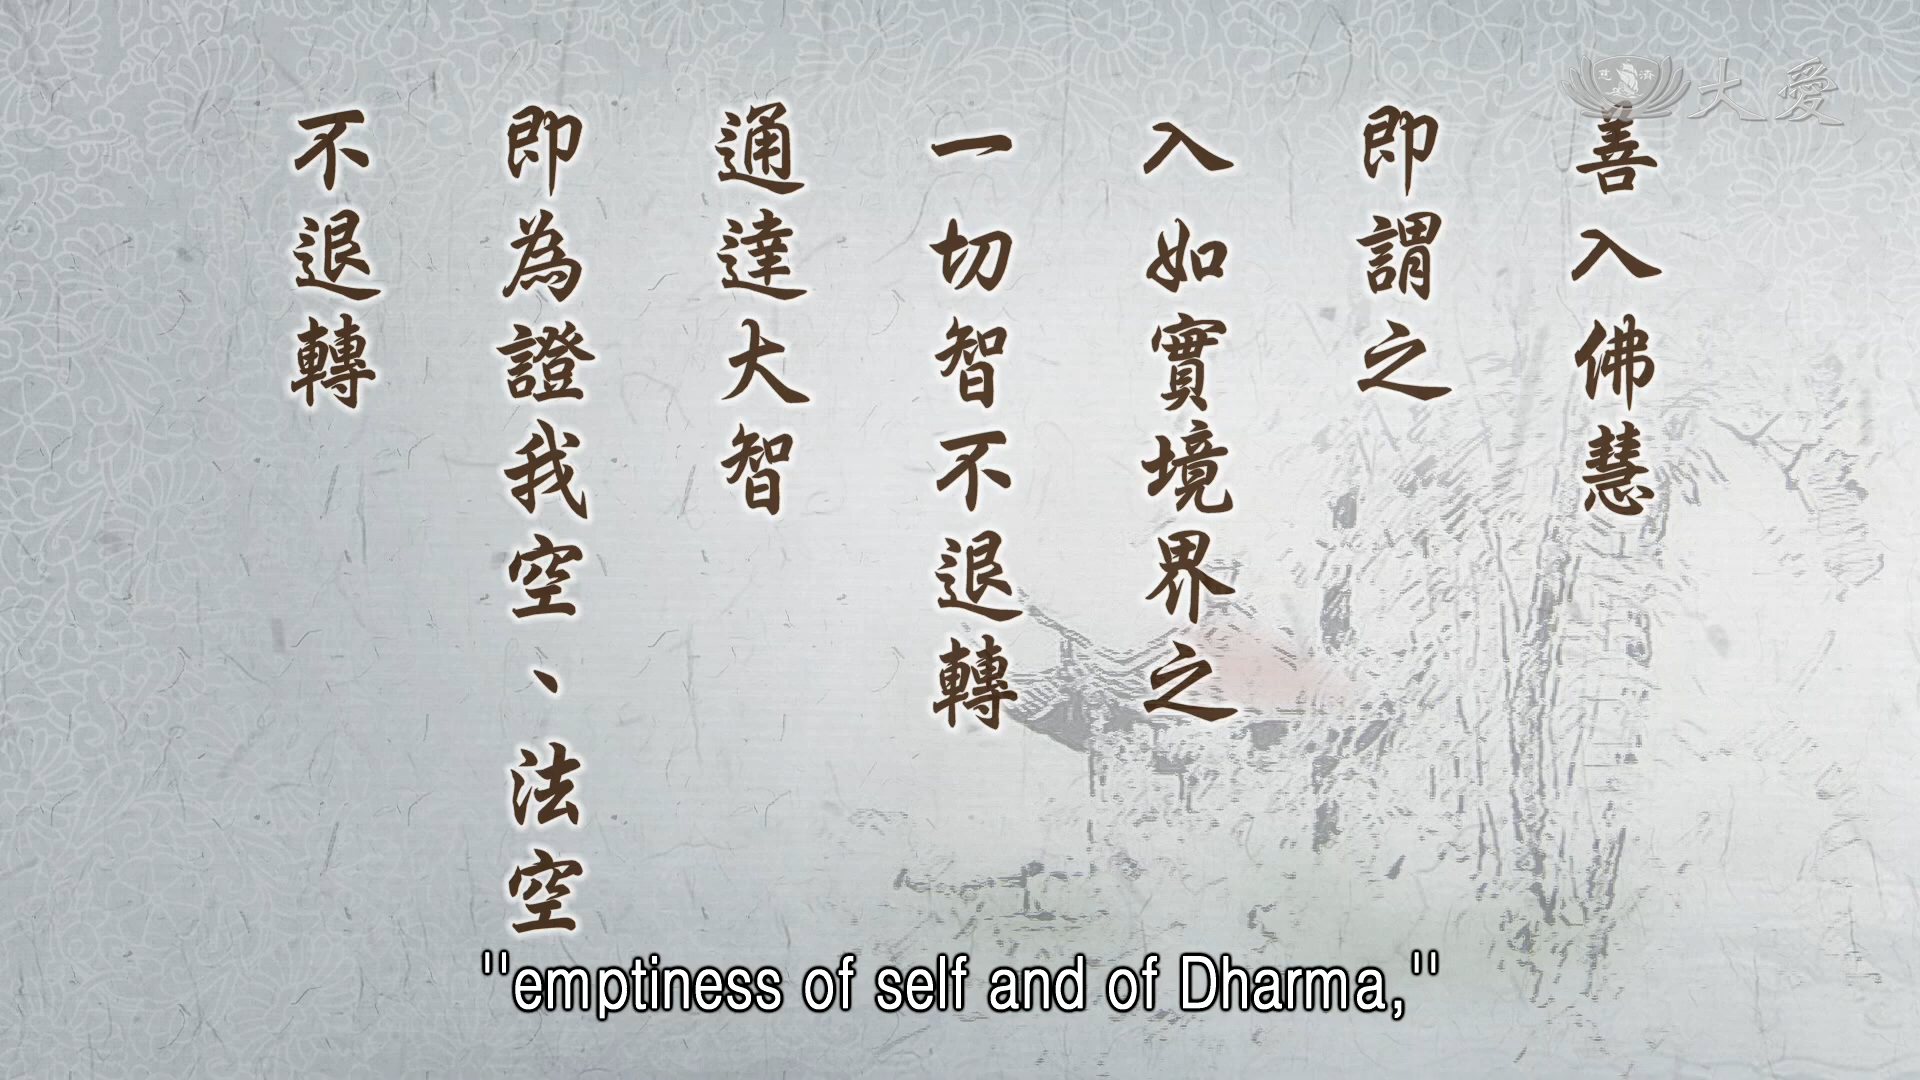 慈濟
大愛
善入佛慧
即謂之
入如實境界之
一切智不退轉
通達大智
即為證我空、法空
不退轉
"emptiness of self and of Dharma,"